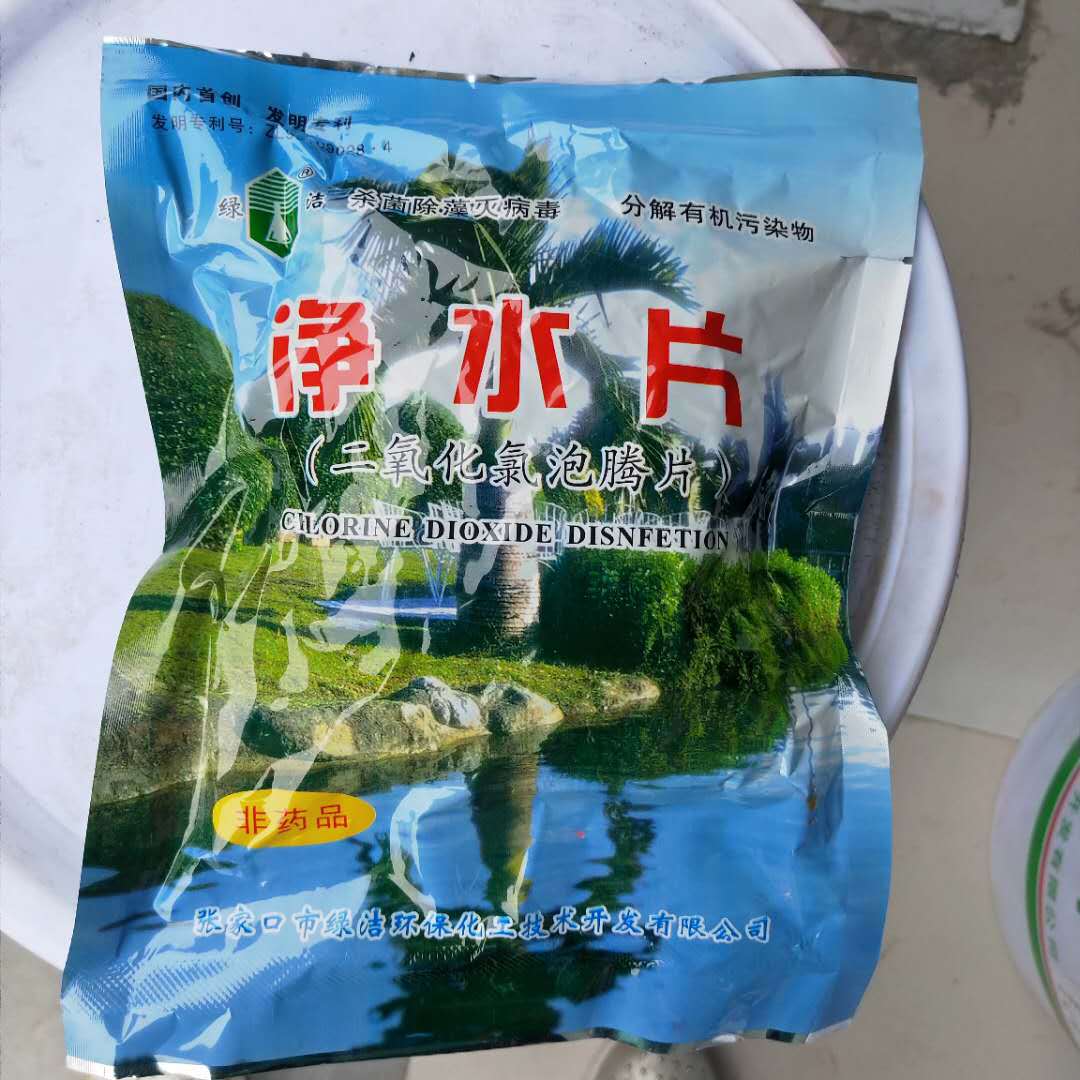 国内首创 发明专利
发明专利号：ZL
绿 ® 洁 杀菌除藻灭病毒 分解有机污染物
净水片
（二氧化氯泡腾片）
CHLORINE DIOXIDE DISNFETION
非药品
张家口市绿洁环保化工技术开发有限公司